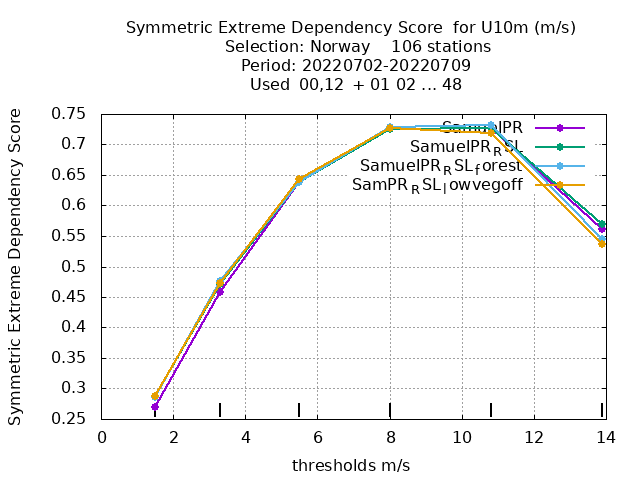 Symmetric Extreme Dependency Score for U10m (m/s)
Selection: Norway 106 stations
Period: 20220702-20220709
Used 00,12 + 01 02 ... 48
Symmetric Extreme Dependency Score
0.75
0.7
0.65
0.6
0.55
0.5
0.45
0.4
0.35
0.3
0.25
SamuelPR
SamuelPR_RSL
SamuelPR_RSL_forest
SamPR_RSL_lowvegoff
0 2 4 6 8 10 12 14
thresholds m/s